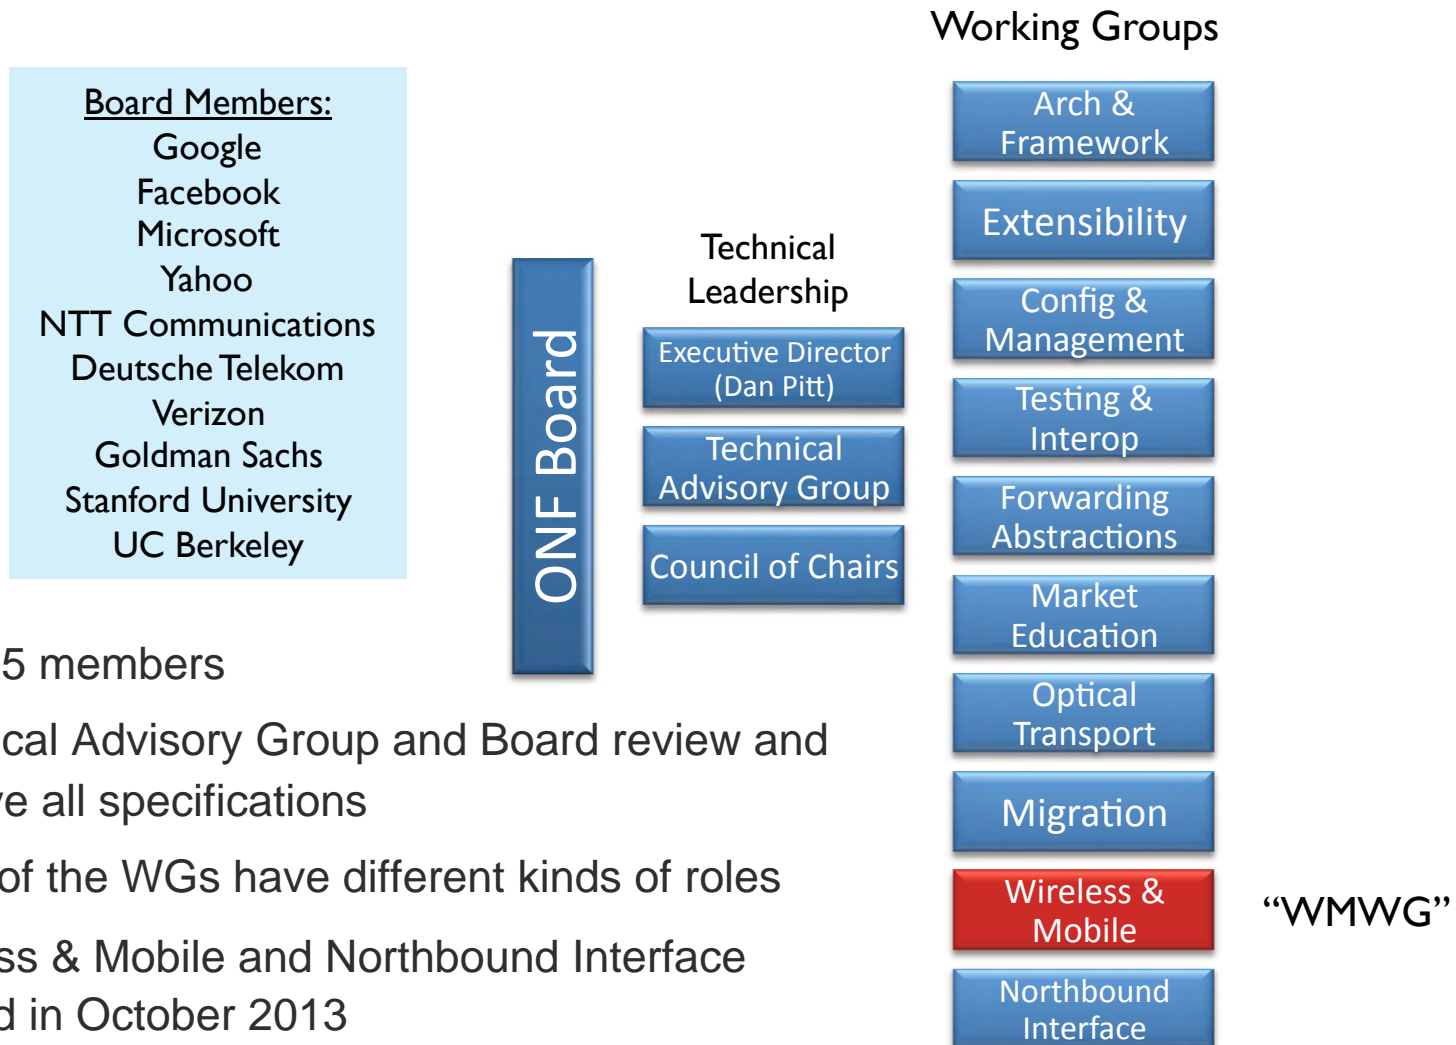 Working Groups
Board Members:
Google
Facebook
Microsoft
Yahoo
NTT Communications
Deutsche Telekom
Verizon
Goldman Sachs
Stanford University
UC Berkeley
ONF Board
Technical
Leadership
Executive Director
(Dan Pitt)
Technical
Advisory Group
Council of Chairs
Arch &
Framework
Extensibility
Config &
Management
Testing &
Interop
Forwarding
Abstractions
Market
Education
Optical
Transport
Migration
Wireless &
Mobile
“WMWG”
Northbound
Interface
5 members
cal Advisory Group and Board review and
ve all specifications
of the WGs have different kinds of roles
ss & Mobile and Northbound Interface
d in October 2013